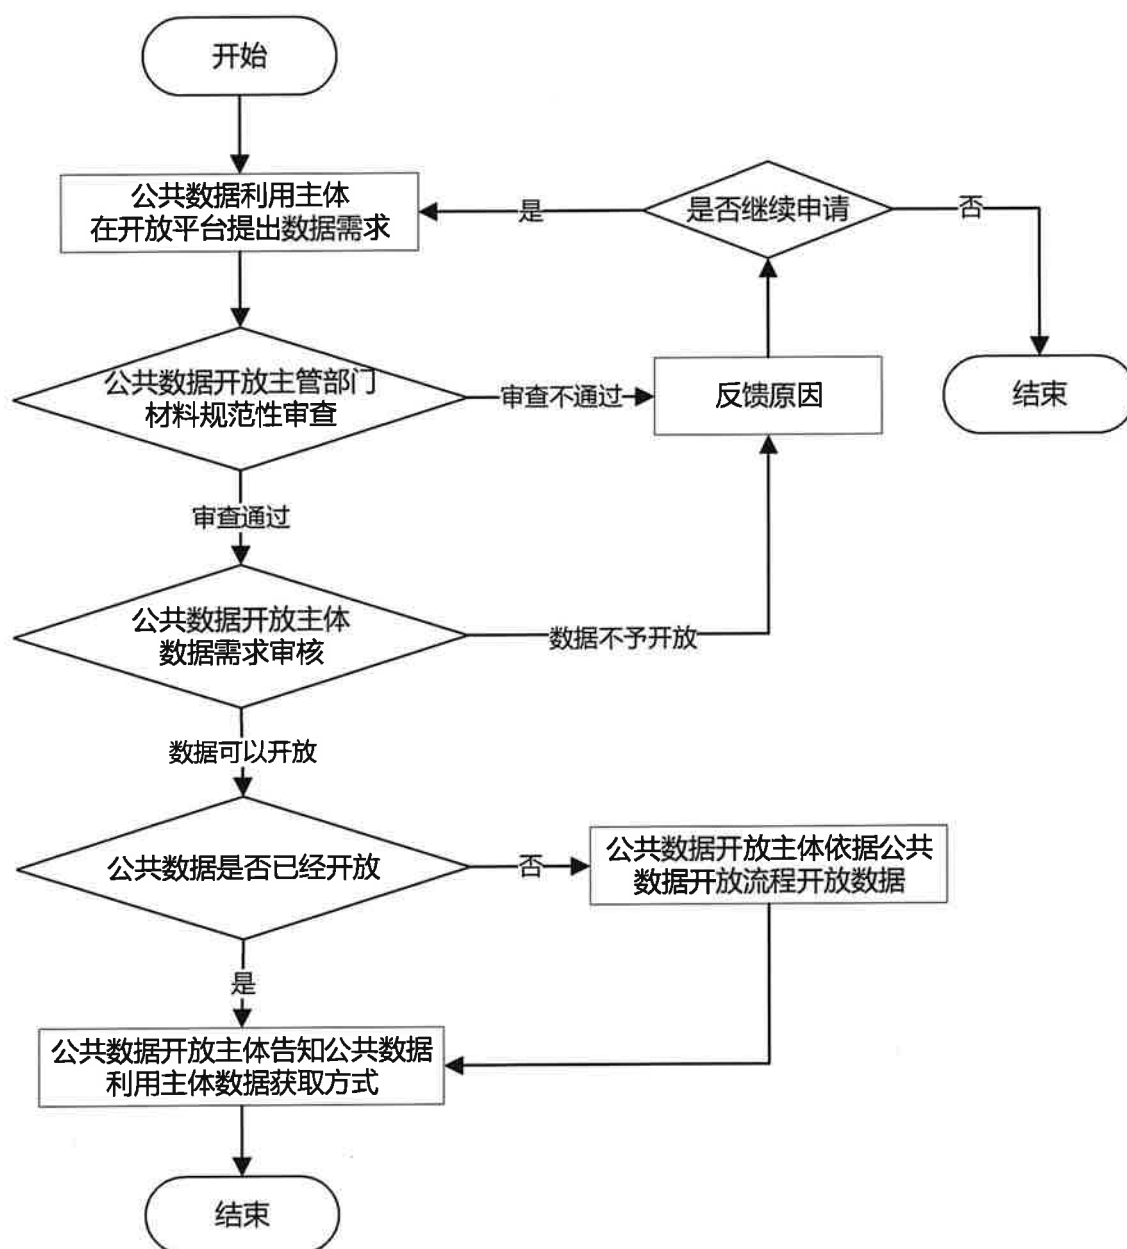 开始
公共数据利用主体
在开放平台提出数据需求
是
是否继续申请
否
公共数据开放主管部门
材料规范性审查
审查不通过
反馈原因
结束
审查通过
公共数据开放主体
数据需求审核
数据不予开放
数据可以开放
公共数据是否已经开放
否
公共数据开放主体依据公共
数据开放流程开放数据
是
公共数据开放主体告知公共数据
利用主体数据获取方式
结束